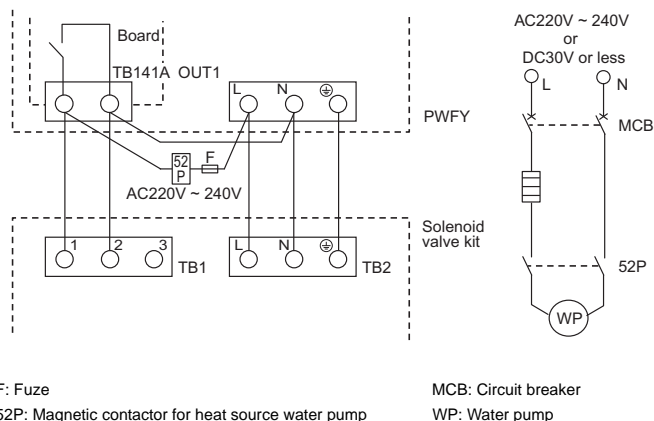 Board
TB141A OUT1
L N
PWFY
52
P
F
AC220V ~ 240V
Solenoid
valve kit
1 2 3
TB1
L N
TB2
AC220V ~ 240V
or
DC30V or less
L N
MCB
52P
WP
F: Fuze
52P: Magnetic contactor for heat source water pump
MCB: Circuit breaker
WP: Water pump